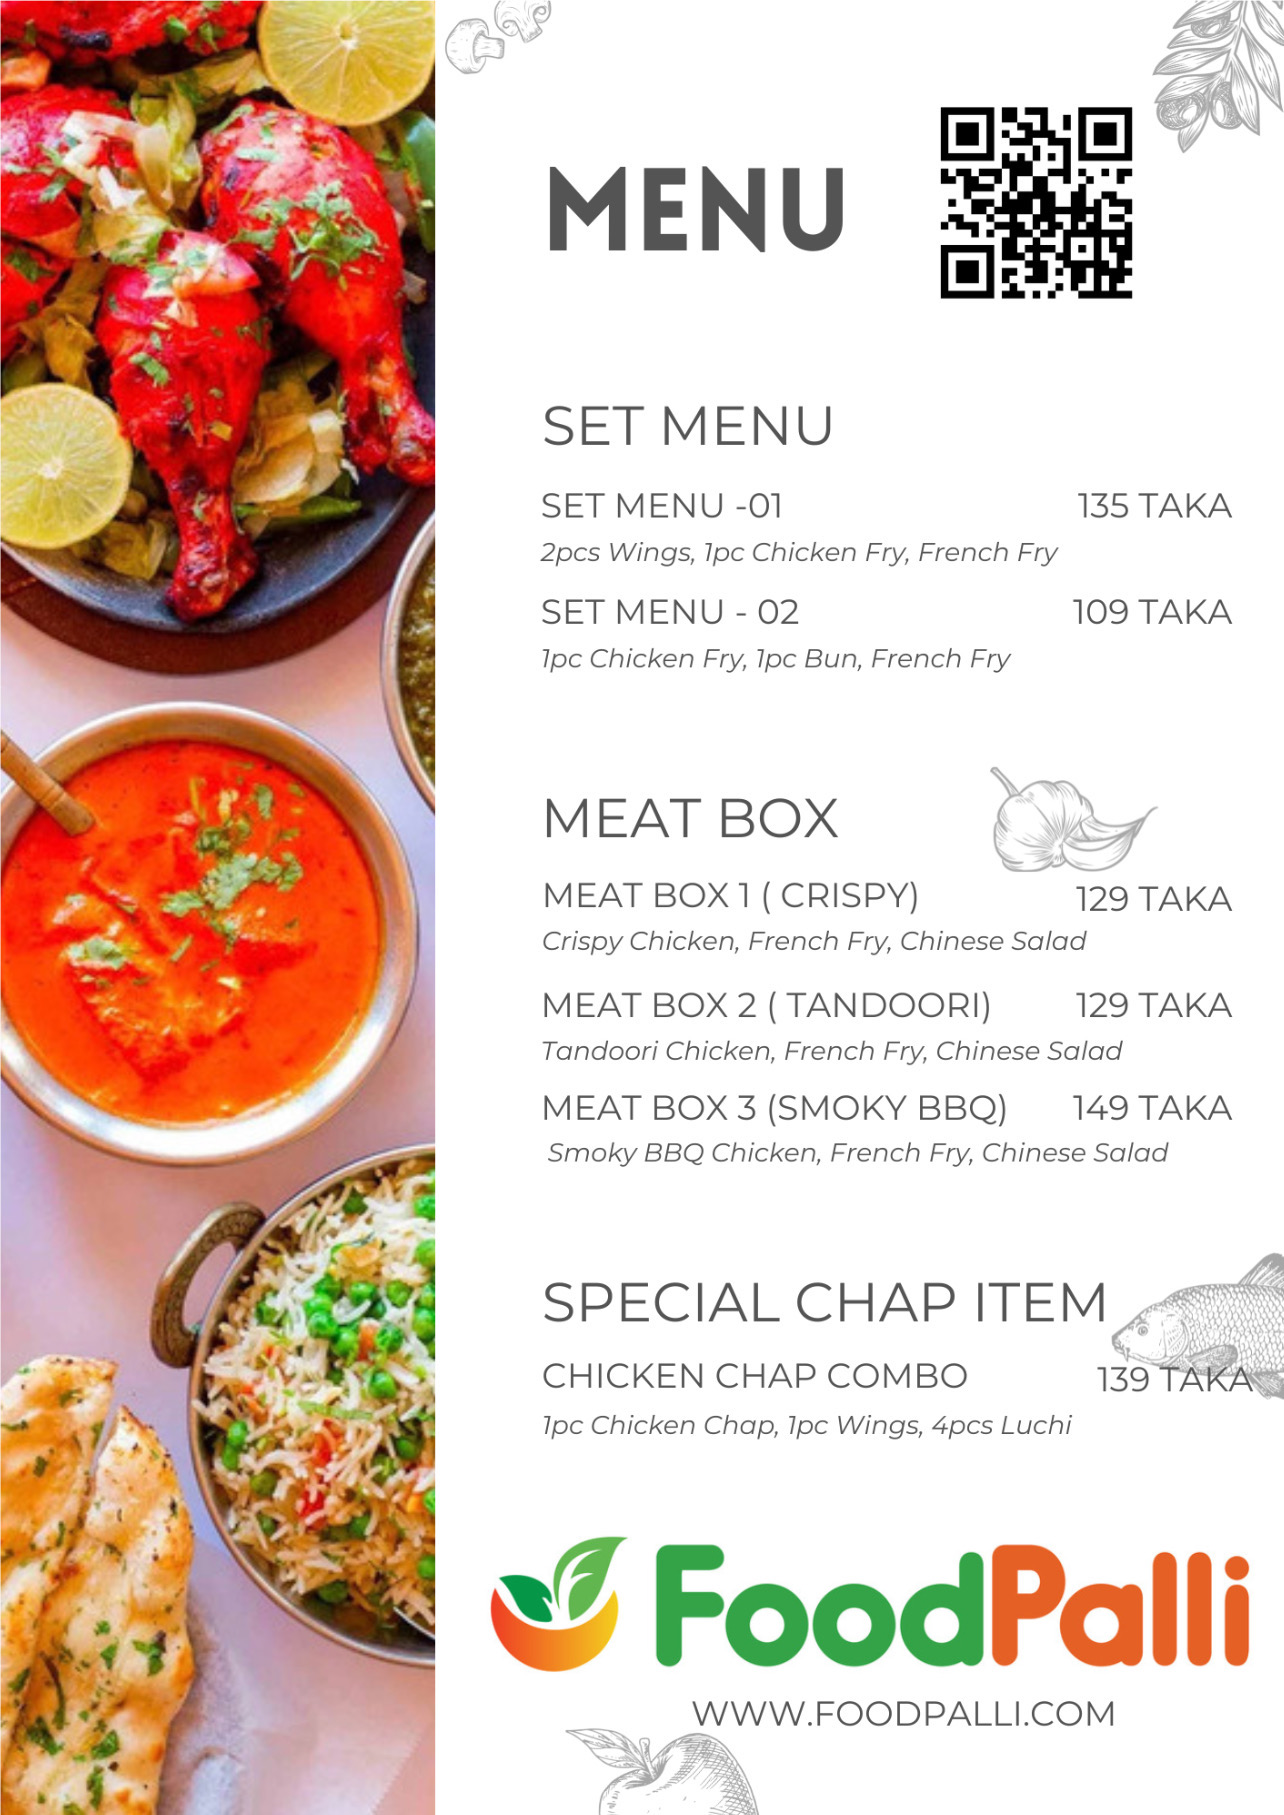 MENU
SET MENU
SET MENU -01 135 TAKA
2pcs Wings, 1pc Chicken Fry, French Fry
SET MENU - 02 109 TAKA
1pc Chicken Fry, 1pc Bun, French Fry
MEAT BOX
MEAT BOX 1 ( CRISPY) 129 TAKA
Crispy Chicken, French Fry, Chinese Salad
MEAT BOX 2 ( TANDOORI) 129 TAKA
Tandoori Chicken, French Fry, Chinese Salad
MEAT BOX 3 (SMOKY BBQ) 149 TAKA
Smoky BBQ Chicken, French Fry, Chinese Salad
SPECIAL CHAP ITEM
CHICKEN CHAP COMBO 139 TAKA
1pc Chicken Chap, 1pc Wings, 4pcs Luchi
FoodPalli
WWW.FOODPALLI.COM